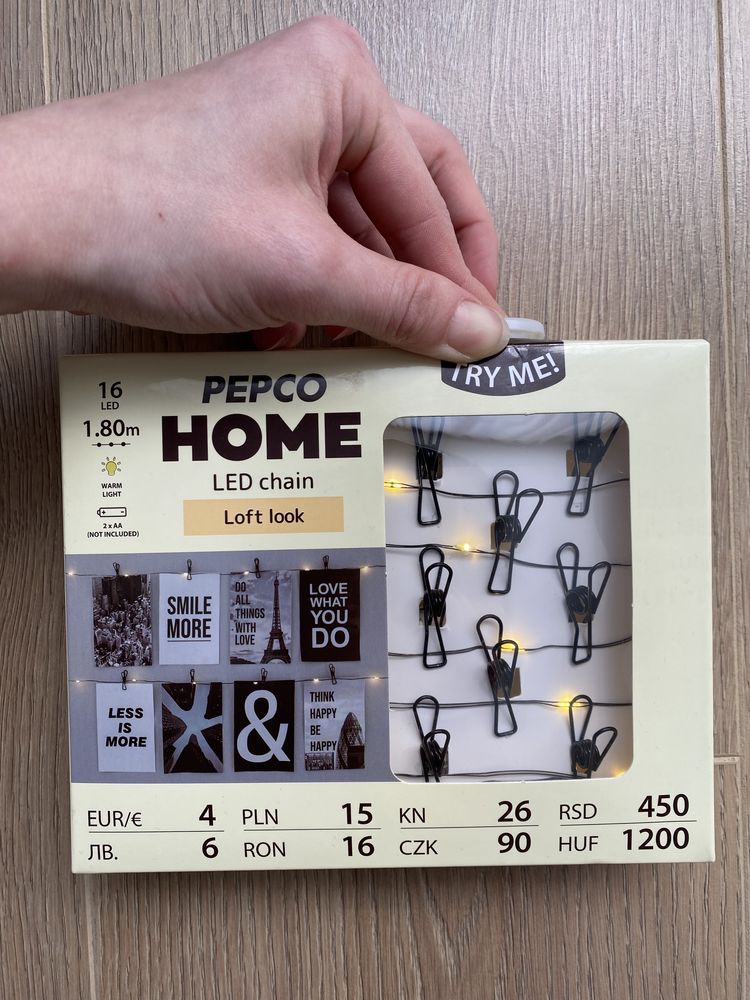 TRY ME!
16
LED
1.80m
WARM
LIGHT
2 x AA
(NOT INCLUDED)
PEPCO
HOME
LED chain
Loft look
SMILE
MORE
DO
ALL
THINGS
WITH
LOVE
LOVE
WHAT
YOU
DO
LESS
IS
MORE
&
THINK
HAPPY
BE
HAPPY
EUR/€ 4 PLN 15 KN 26 RSD 450
ЛВ. 6 RON 16 CZK 90 HUF 1200